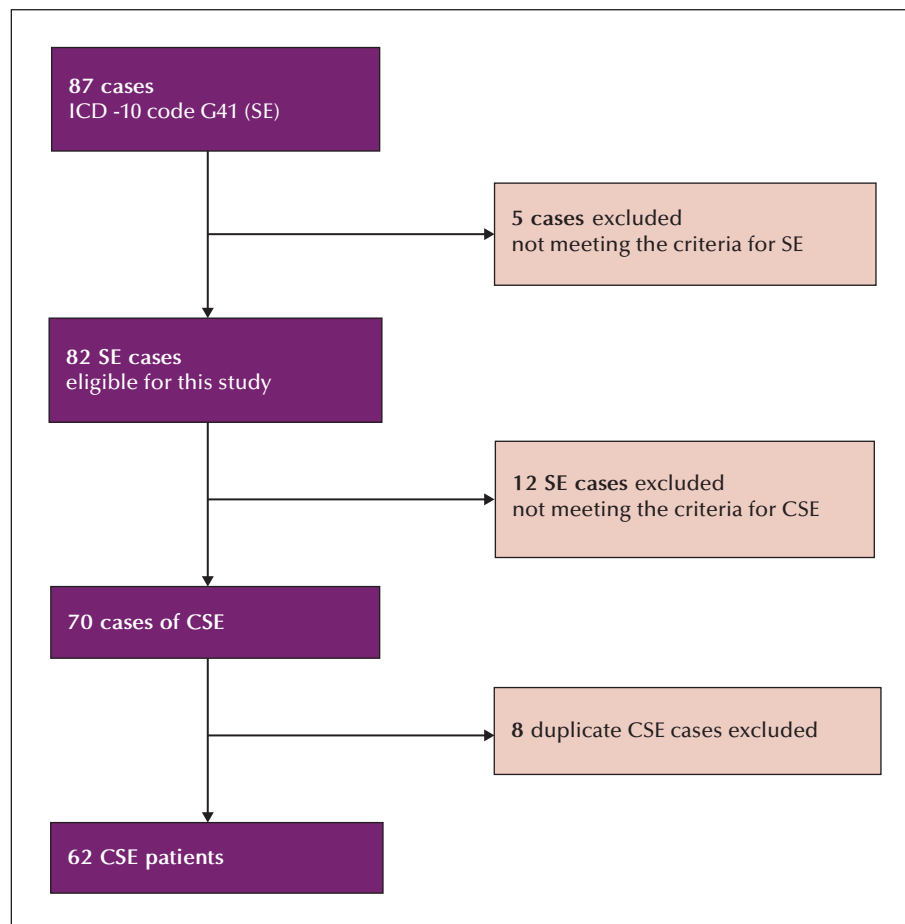 87 cases
ICD -10 code G41 (SE)
5 cases excluded
not meeting the criteria for SE
82 SE cases
eligible for this study
12 SE cases excluded
not meeting the criteria for CSE
70 cases of CSE
8 duplicate CSE cases excluded
62 CSE patients